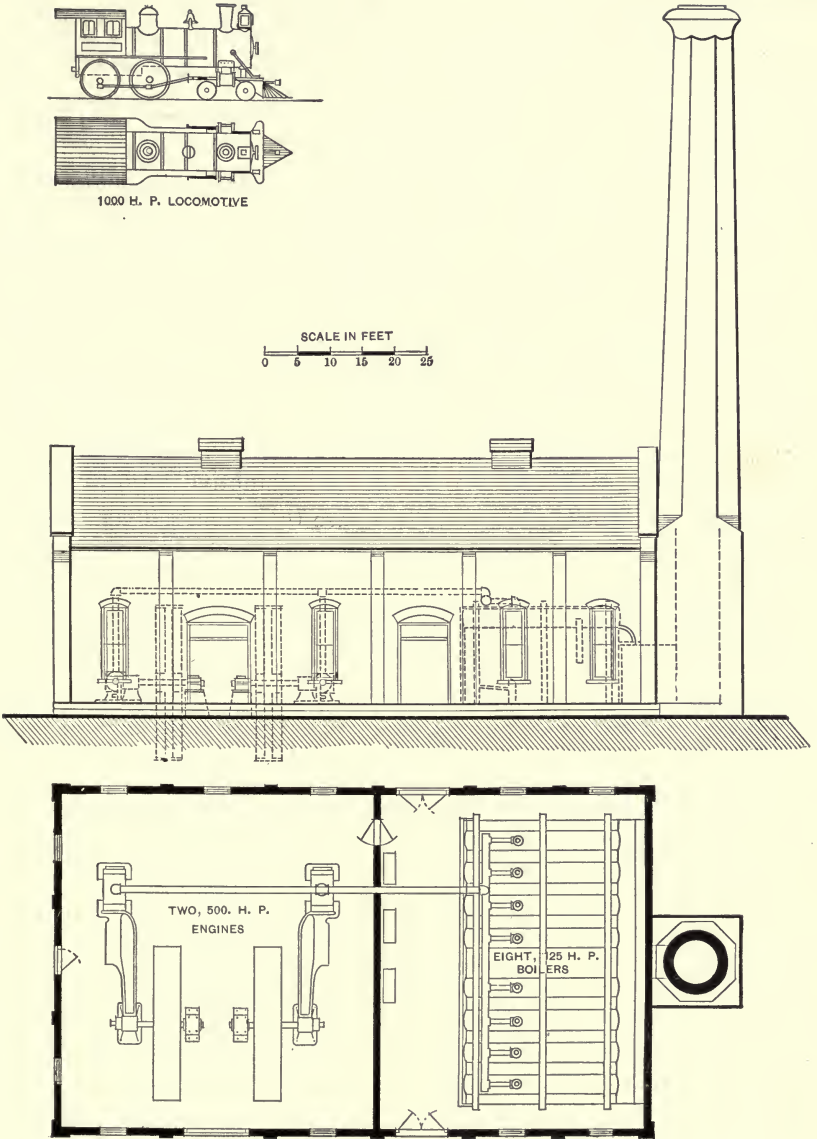 1000 H. P. LOCOMOTIVE
SCALE IN FEET
0 5 10 15 20 25
TWO, 500. H. P.
ENGINES
EIGHT, 125 H. P.
BOILERS